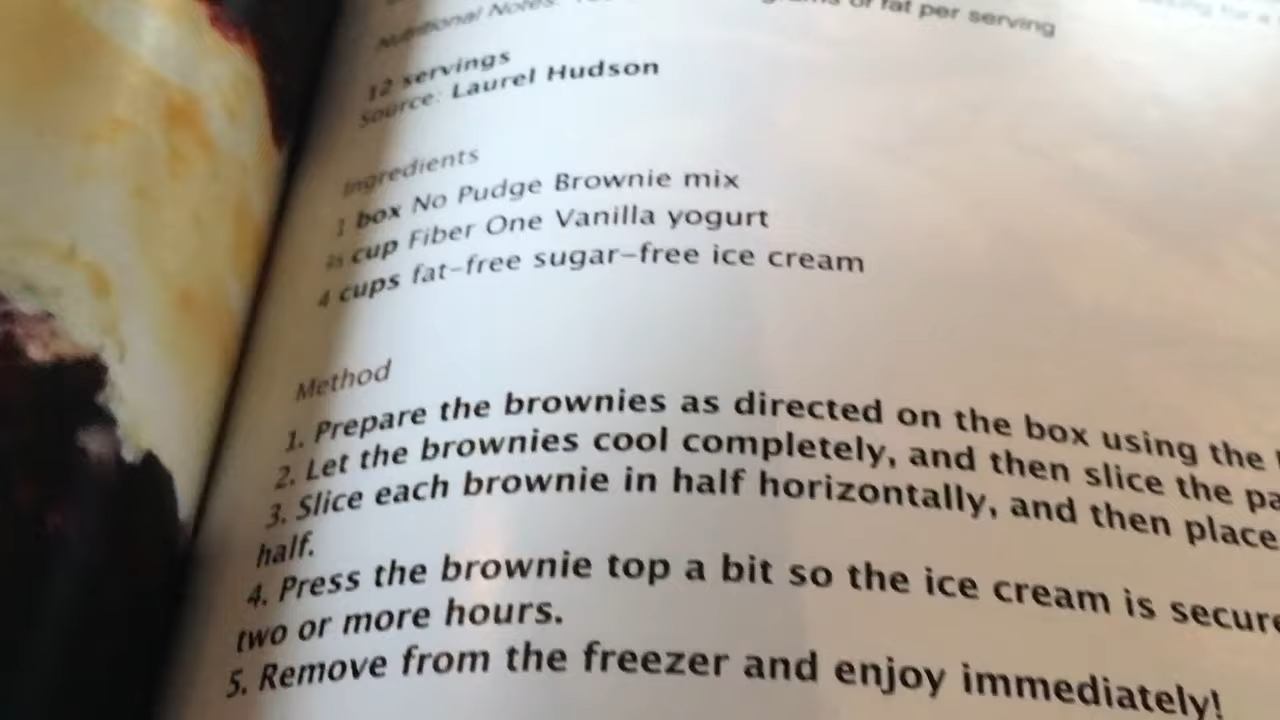 Nutritional Notes: grams of fat per serving
12 servings
Source: Laurel Hudson
Ingredients
1 box No Pudge Brownie mix
cup Fiber One Vanilla yogurt
4 cups fat-free sugar-free ice cream
Method
1. Prepare the brownies as directed on the box using the
2. Let the brownies cool completely, and then slice the
3. Slice each brownie in half horizontally, and then place
half.
4. Press the brownie top a bit so the ice cream is
two or more hours.
5. Remove from the freezer and enjoy immediately!